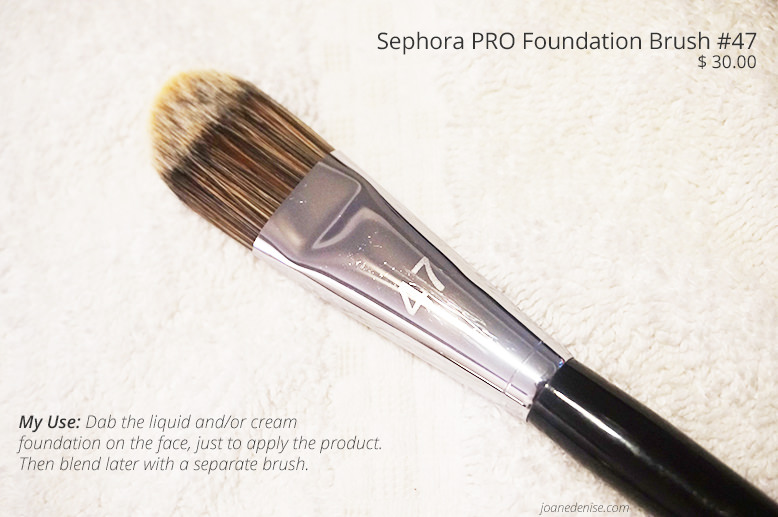 Sephora PRO Foundation Brush #47
$ 30.00
47
My Use: Dab the liquid and/or cream
foundation on the face, just to apply the product.
Then blend later with a separate brush.
joanedenise.com